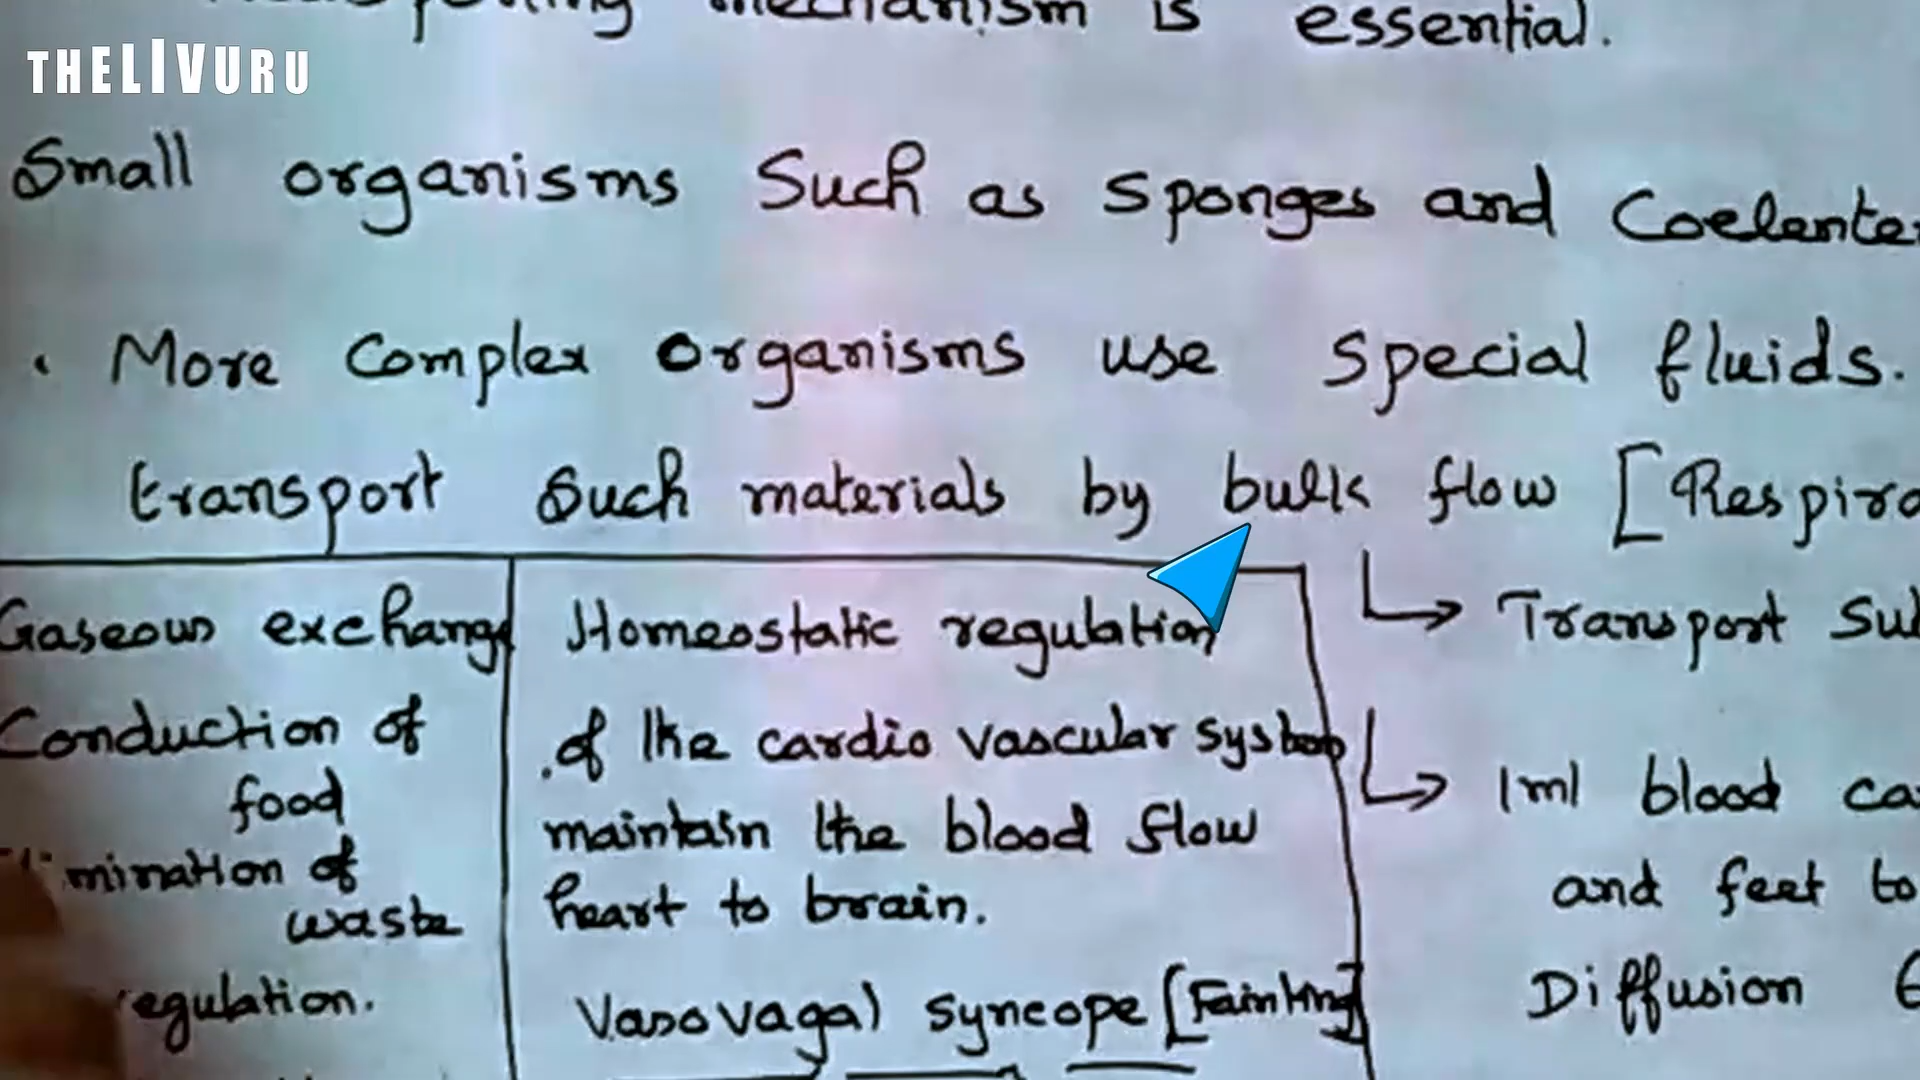 mechanism is essential.
THELIVURU
Small organisms Such as sponges and
. More complex organisms use special fluids.
transport such materials by bulk flow [
Gaseous exchange
Conduction of
food
of
waste
regulation.
Homeostatic regulation
of the cardio vascular system
maintain the blood flow
heart to brain.
Vasovagal syncope [Fainting]
Transport
1ml blood
and feet to
Diffusion